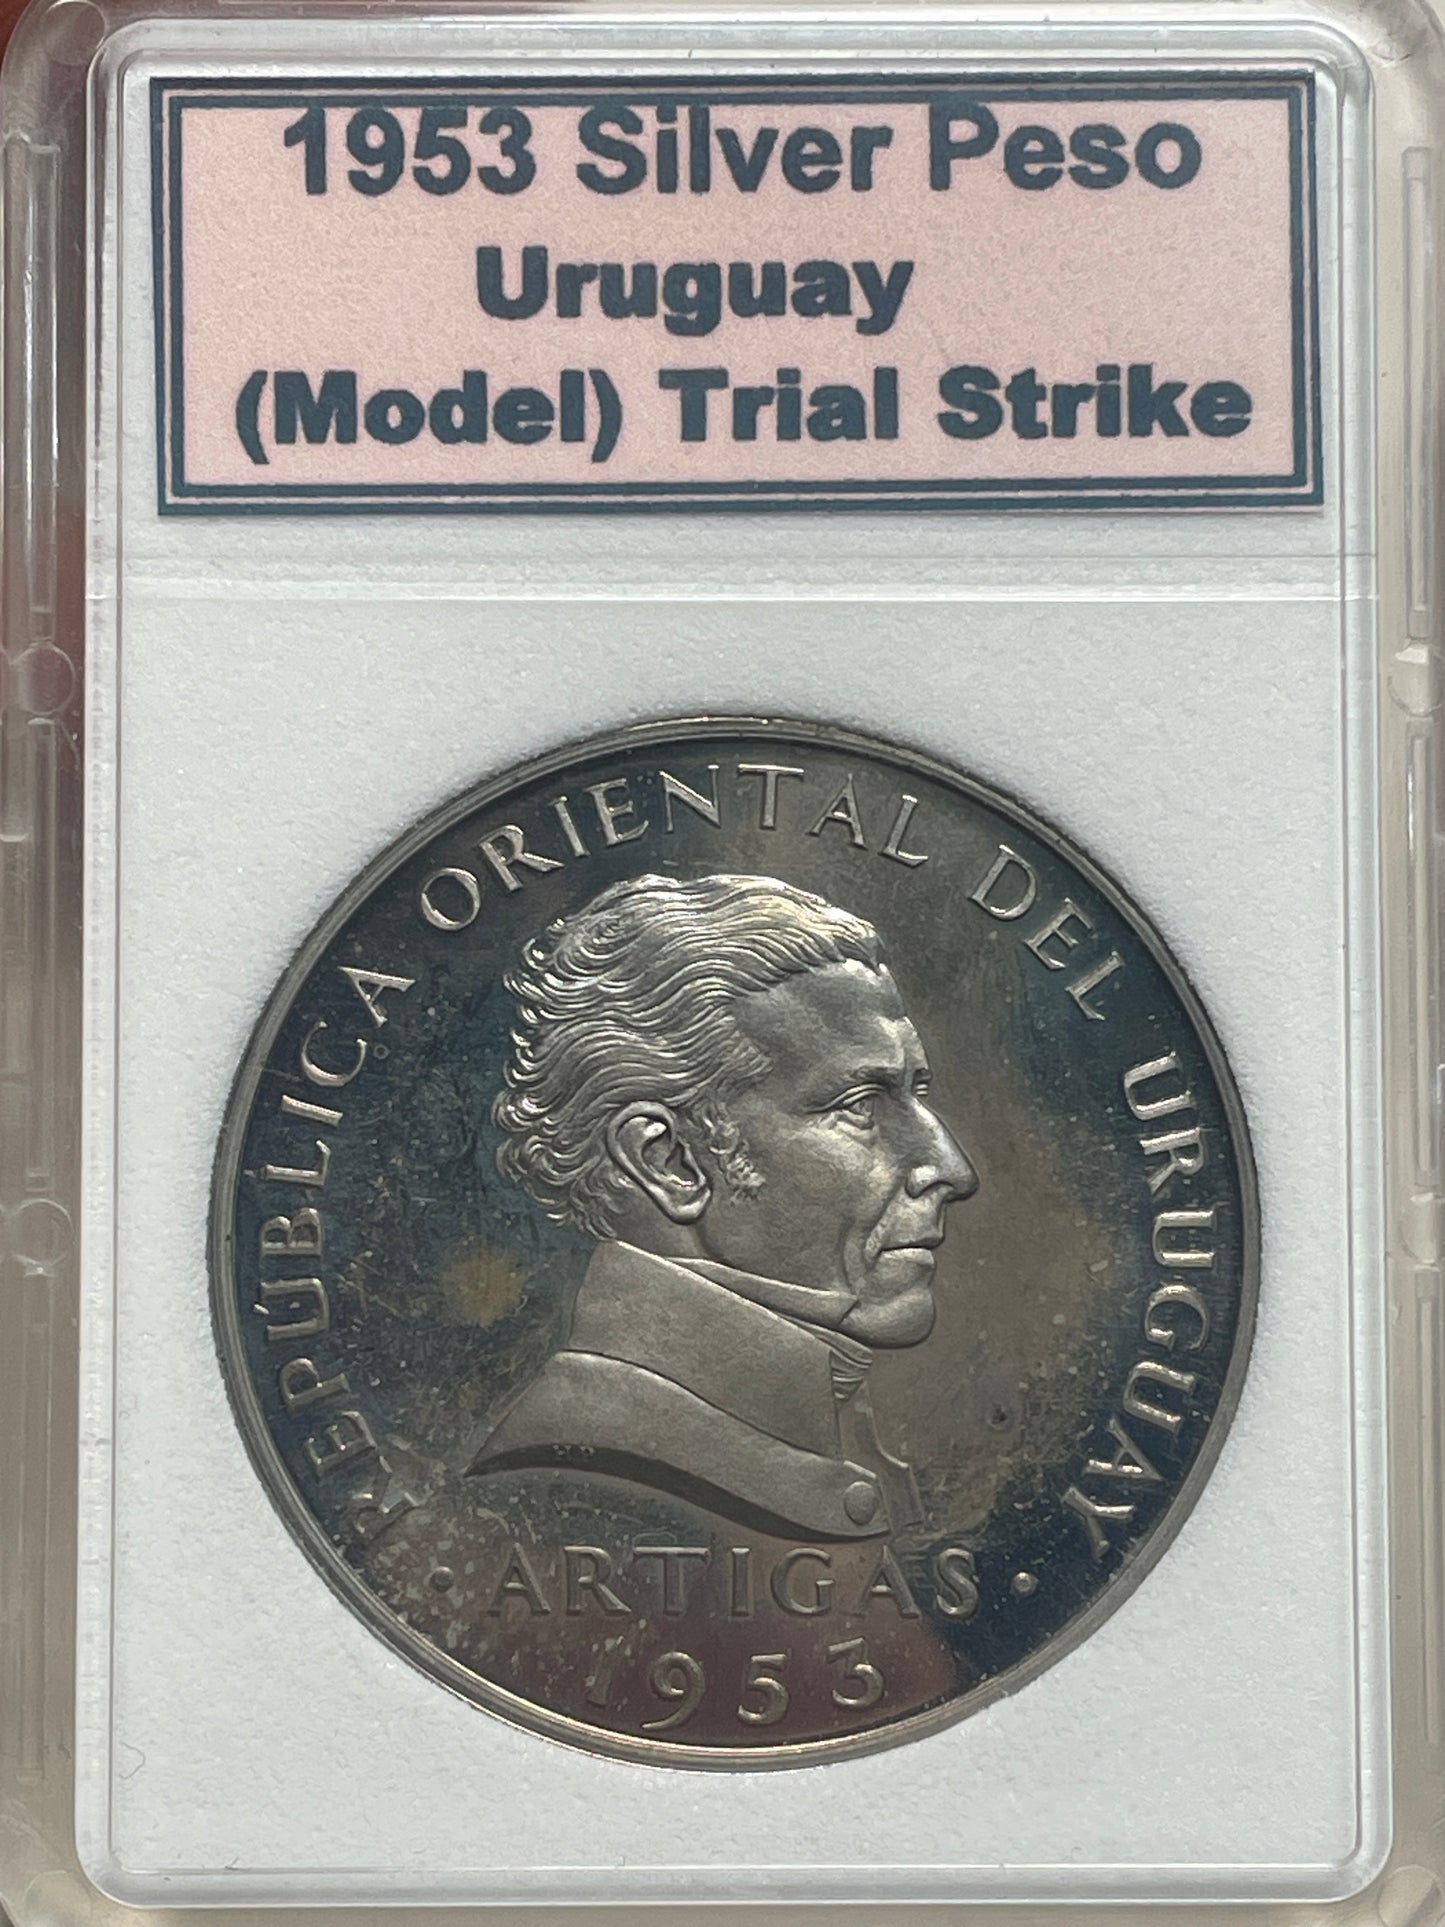 1953 Silver Peso
Uruguay
(Model) Trial Strike
REPÚBLICA ORIENTAL DEL URUGUAY
· ARTIGAS ·
1953